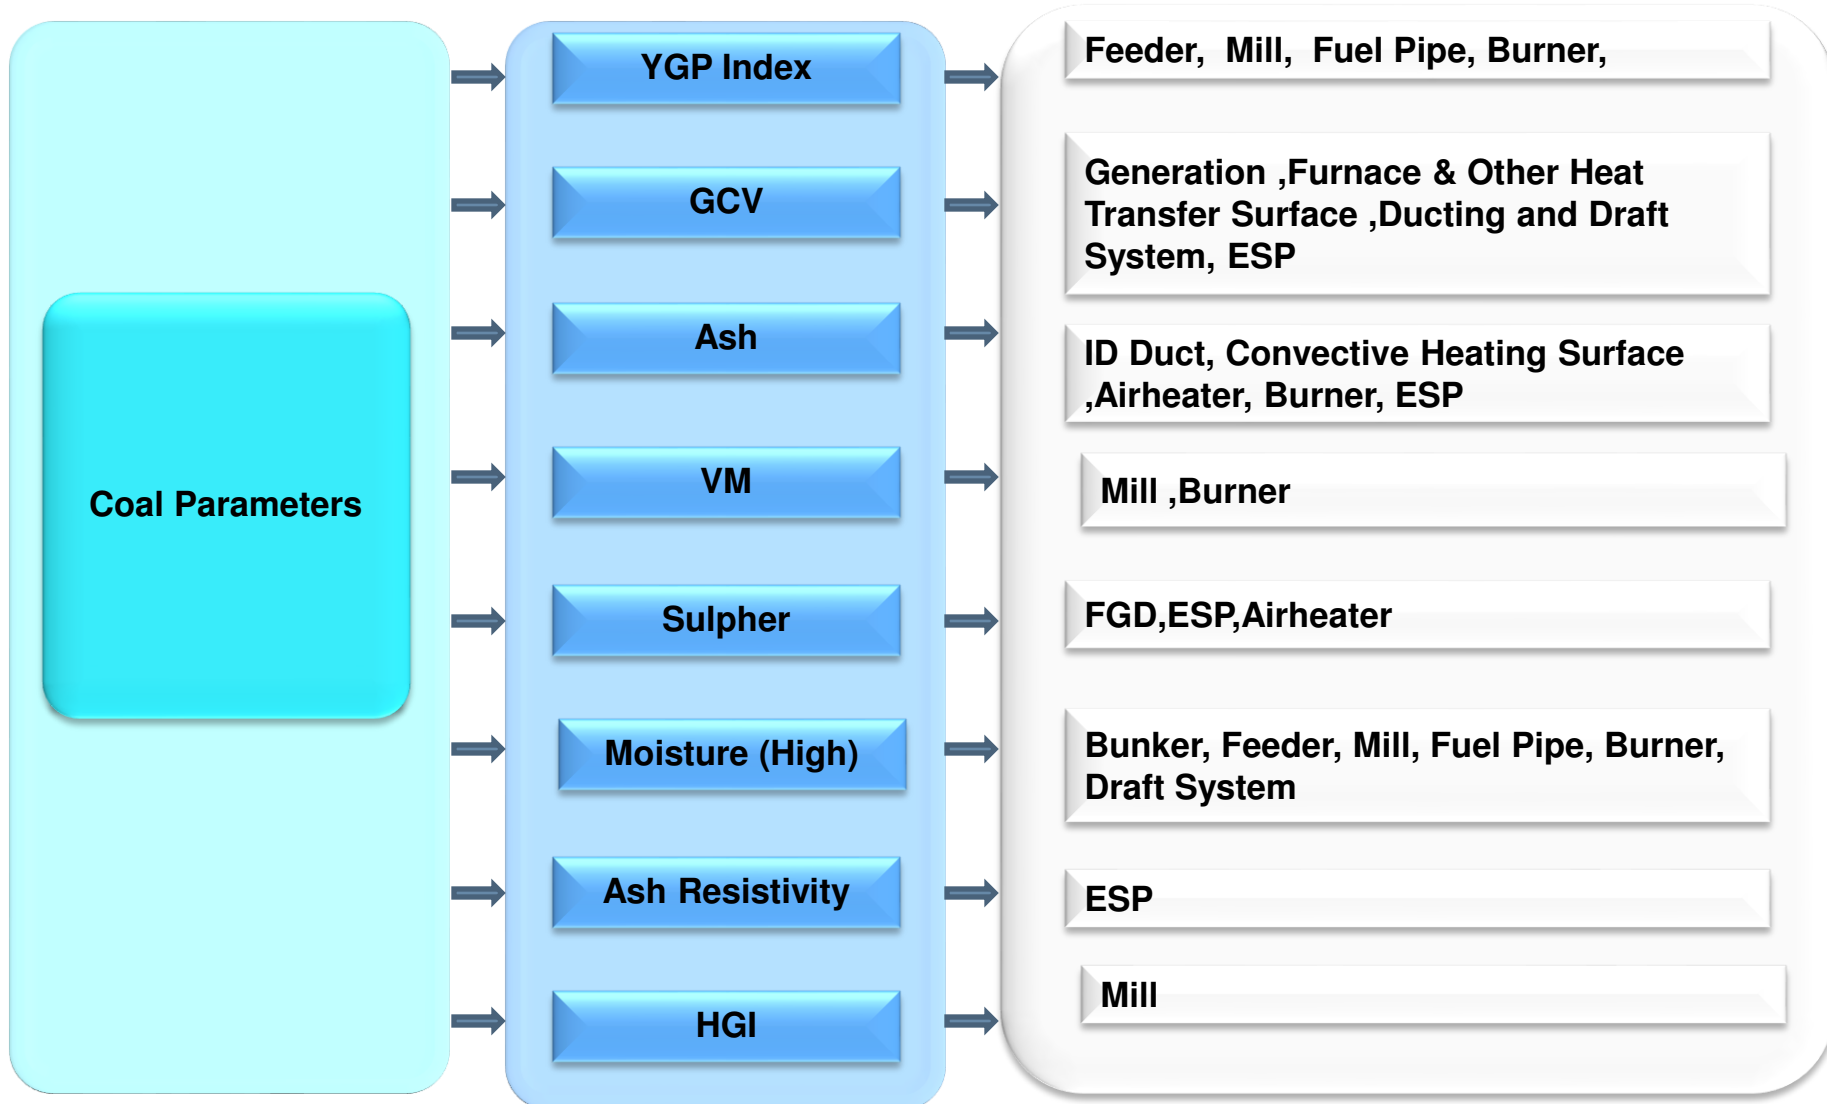 Coal Parameters
YGP Index
Feeder,  Mill,  Fuel Pipe, Burner,
GCV
Generation ,Furnace & Other Heat
Transfer Surface ,Ducting and Draft
System, ESP
Ash
ID Duct, Convective Heating Surface
,Airheater, Burner, ESP
VM
Mill ,Burner
Sulpher
FGD,ESP,Airheater
Moisture (High)
Bunker, Feeder, Mill, Fuel Pipe, Burner,
Draft System
Ash Resistivity
ESP
HGI
Mill